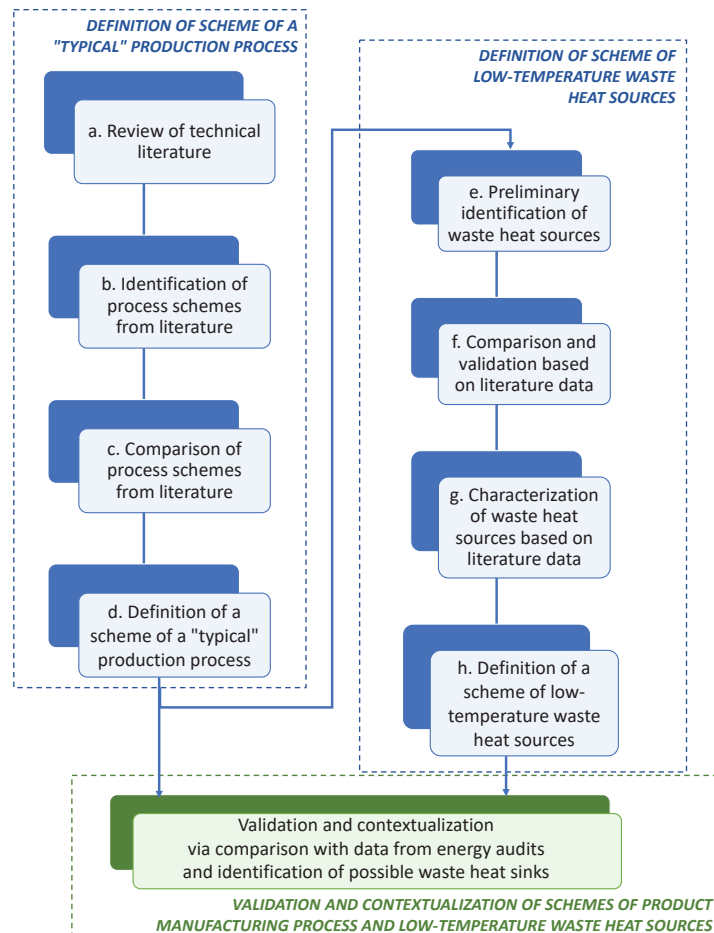 DEFINITION OF SCHEME OF A
"TYPICAL" PRODUCTION PROCESS
a. Review of technical
literature
b. Identification of
process schemes
from literature
c. Comparison of
process schemes
from literature
d. Definition of a
scheme of a "typical"
production process
DEFINITION OF SCHEME OF
LOW-TEMPERATURE WASTE
HEAT SOURCES
e. Preliminary
identification of
waste heat sources
f. Comparison and
validation based
on literature data
g. Characterization
of waste heat
sources based on
literature data
h. Definition of a
scheme of low-
temperature waste
heat sources
Validation and contextualization
via comparison with data from energy audits
and identification of possible waste heat sinks
VALIDATION AND CONTEXTUALIZATION OF SCHEMES OF PRODUCT
MANUFACTURING PROCESS AND LOW-TEMPERATURE WASTE HEAT SOURCES